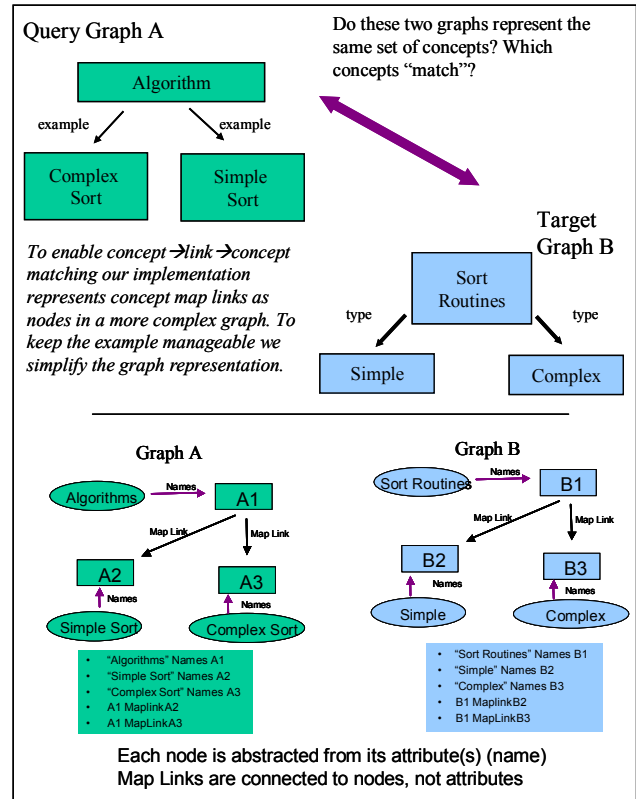 Query Graph A
Do these two graphs represent the
same set of concepts? Which
concepts “match”?
Algorithm
example
example
Complex
Sort
Simple
Sort
Target
Graph B
To enable concept→link→concept
matching our implementation
represents concept map links as
nodes in a more complex graph. To
keep the example manageable we
simplify the graph representation.
Sort
Routines
type
type
Simple
Complex
Graph A
Graph B
Algorithms
Names
A1
Sort Routines
Names
B1
Map Link
Map Link
Map Link
Map Link
A2
A3
B2
B3
Names
Names
Names
Names
Simple Sort
Complex Sort
Simple
Complex
• “Algorithms” Names A1
• “Simple Sort” Names A2
• “Complex Sort” Names A3
• A1 MaplinkA2
• A1 MapLinkA3
• “Sort Routines” Names B1
• “Simple” Names B2
• “Complex” Names B3
• B1 MaplinkB2
• B1 MapLinkB3
Each node is abstracted from its attribute(s) (name)
Map Links are connected to nodes, not attributes